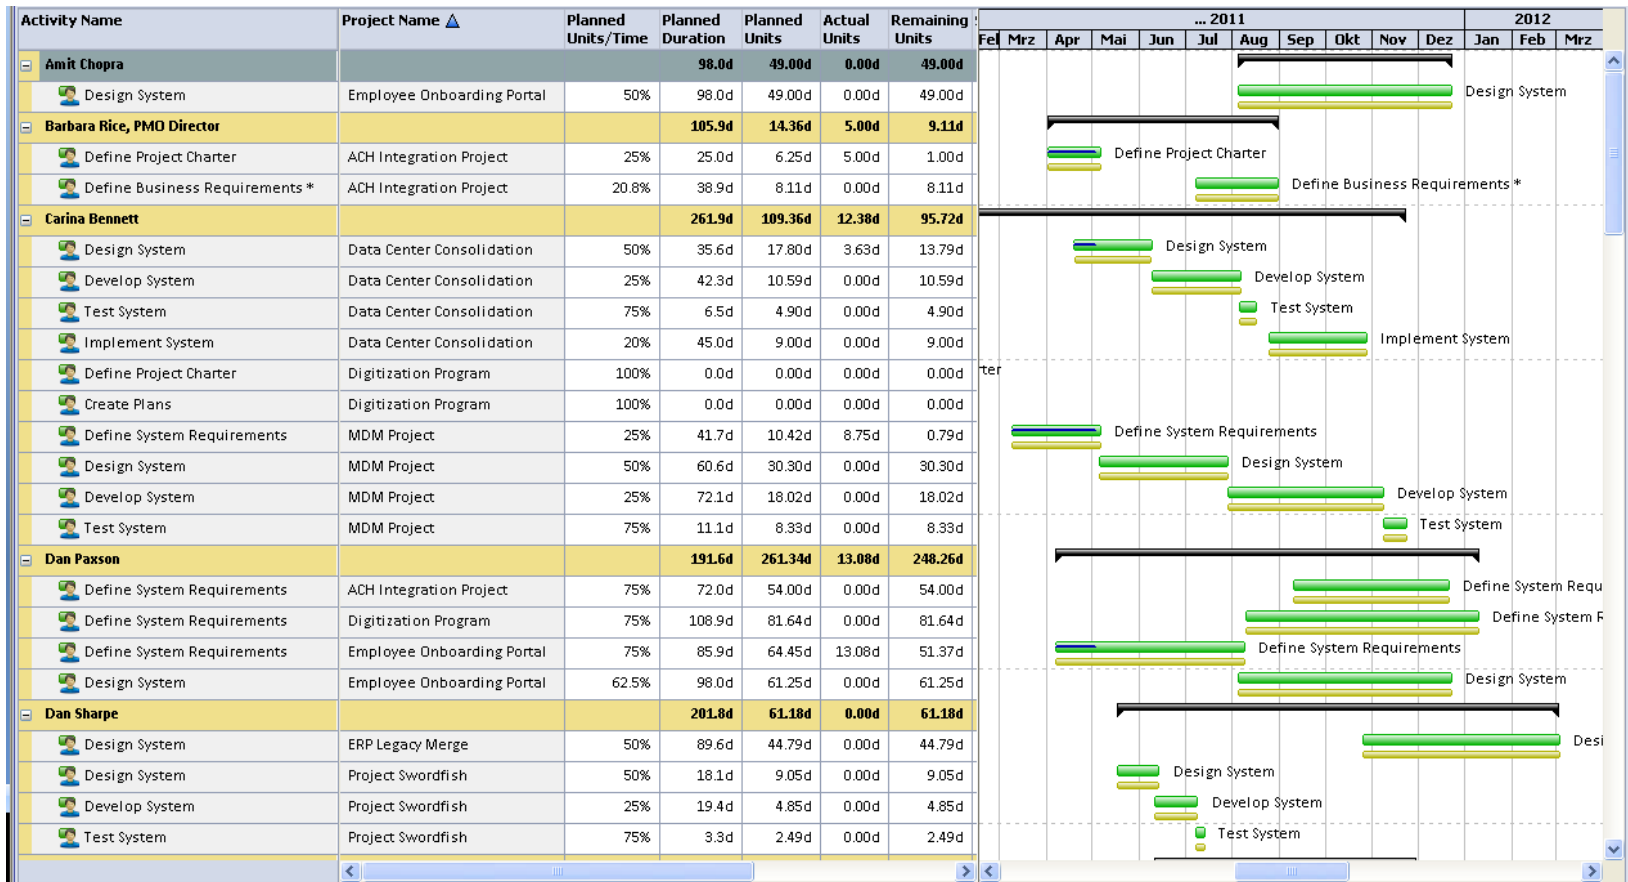 Activity Name Project Name Planned Units/Time Planned Duration Planned Units Actual Units Remaining Units
... 2011 2012
Fel Mrz Apr Mai Jun Jul Aug Sep Okt Nov Dez Jan Feb Mrz
Amit Chopra 98.0d 49.00d 0.00d 49.00d
Design System Employee Onboarding Portal 50% 98.0d 49.00d 0.00d 49.00d Design System
Barbara Rice, PMO Director 105.9d 14.36d 5.00d 9.11d
Define Project Charter ACH Integration Project 25% 25.0d 6.25d 5.00d 1.00d Define Project Charter
Define Business Requirements * ACH Integration Project 20.8% 38.9d 8.11d 0.00d 8.11d Define Business Requirements *
Carina Bennett 261.9d 109.36d 12.38d 95.72d
Design System Data Center Consolidation 50% 35.6d 17.80d 3.63d 13.79d Design System
Develop System Data Center Consolidation 25% 42.3d 10.59d 0.00d 10.59d Develop System
Test System Data Center Consolidation 75% 6.5d 4.90d 0.00d 4.90d Test System
Implement System Data Center Consolidation 20% 45.0d 9.00d 0.00d 9.00d Implement System
Define Project Charter Digitization Program 100% 0.0d 0.00d 0.00d 0.00d rter
Create Plans Digitization Program 100% 0.0d 0.00d 0.00d 0.00d
Define System Requirements MDM Project 25% 41.7d 10.42d 8.75d 0.79d Define System Requirements
Design System MDM Project 50% 60.6d 30.30d 0.00d 30.30d Design System
Develop System MDM Project 25% 72.1d 18.02d 0.00d 18.02d Develop System
Test System MDM Project 75% 11.1d 8.33d 0.00d 8.33d Test System
Dan Paxson 191.6d 261.34d 13.08d 248.26d
Define System Requirements ACH Integration Project 75% 72.0d 54.00d 0.00d 54.00d Define System Requ
Define System Requirements Digitization Program 75% 108.9d 81.64d 0.00d 81.64d Define System R
Define System Requirements Employee Onboarding Portal 75% 85.9d 64.45d 13.08d 51.37d Define System Requirements
Design System Employee Onboarding Portal 62.5% 98.0d 61.25d 0.00d 61.25d Design System
Dan Sharpe 201.8d 61.18d 0.00d 61.18d
Design System ERP Legacy Merge 50% 89.6d 44.79d 0.00d 44.79d Desi
Design System Project Swordfish 50% 18.1d 9.05d 0.00d 9.05d Design System
Develop System Project Swordfish 25% 19.4d 4.85d 0.00d 4.85d Develop System
Test System Project Swordfish 75% 3.3d 2.49d 0.00d 2.49d Test System